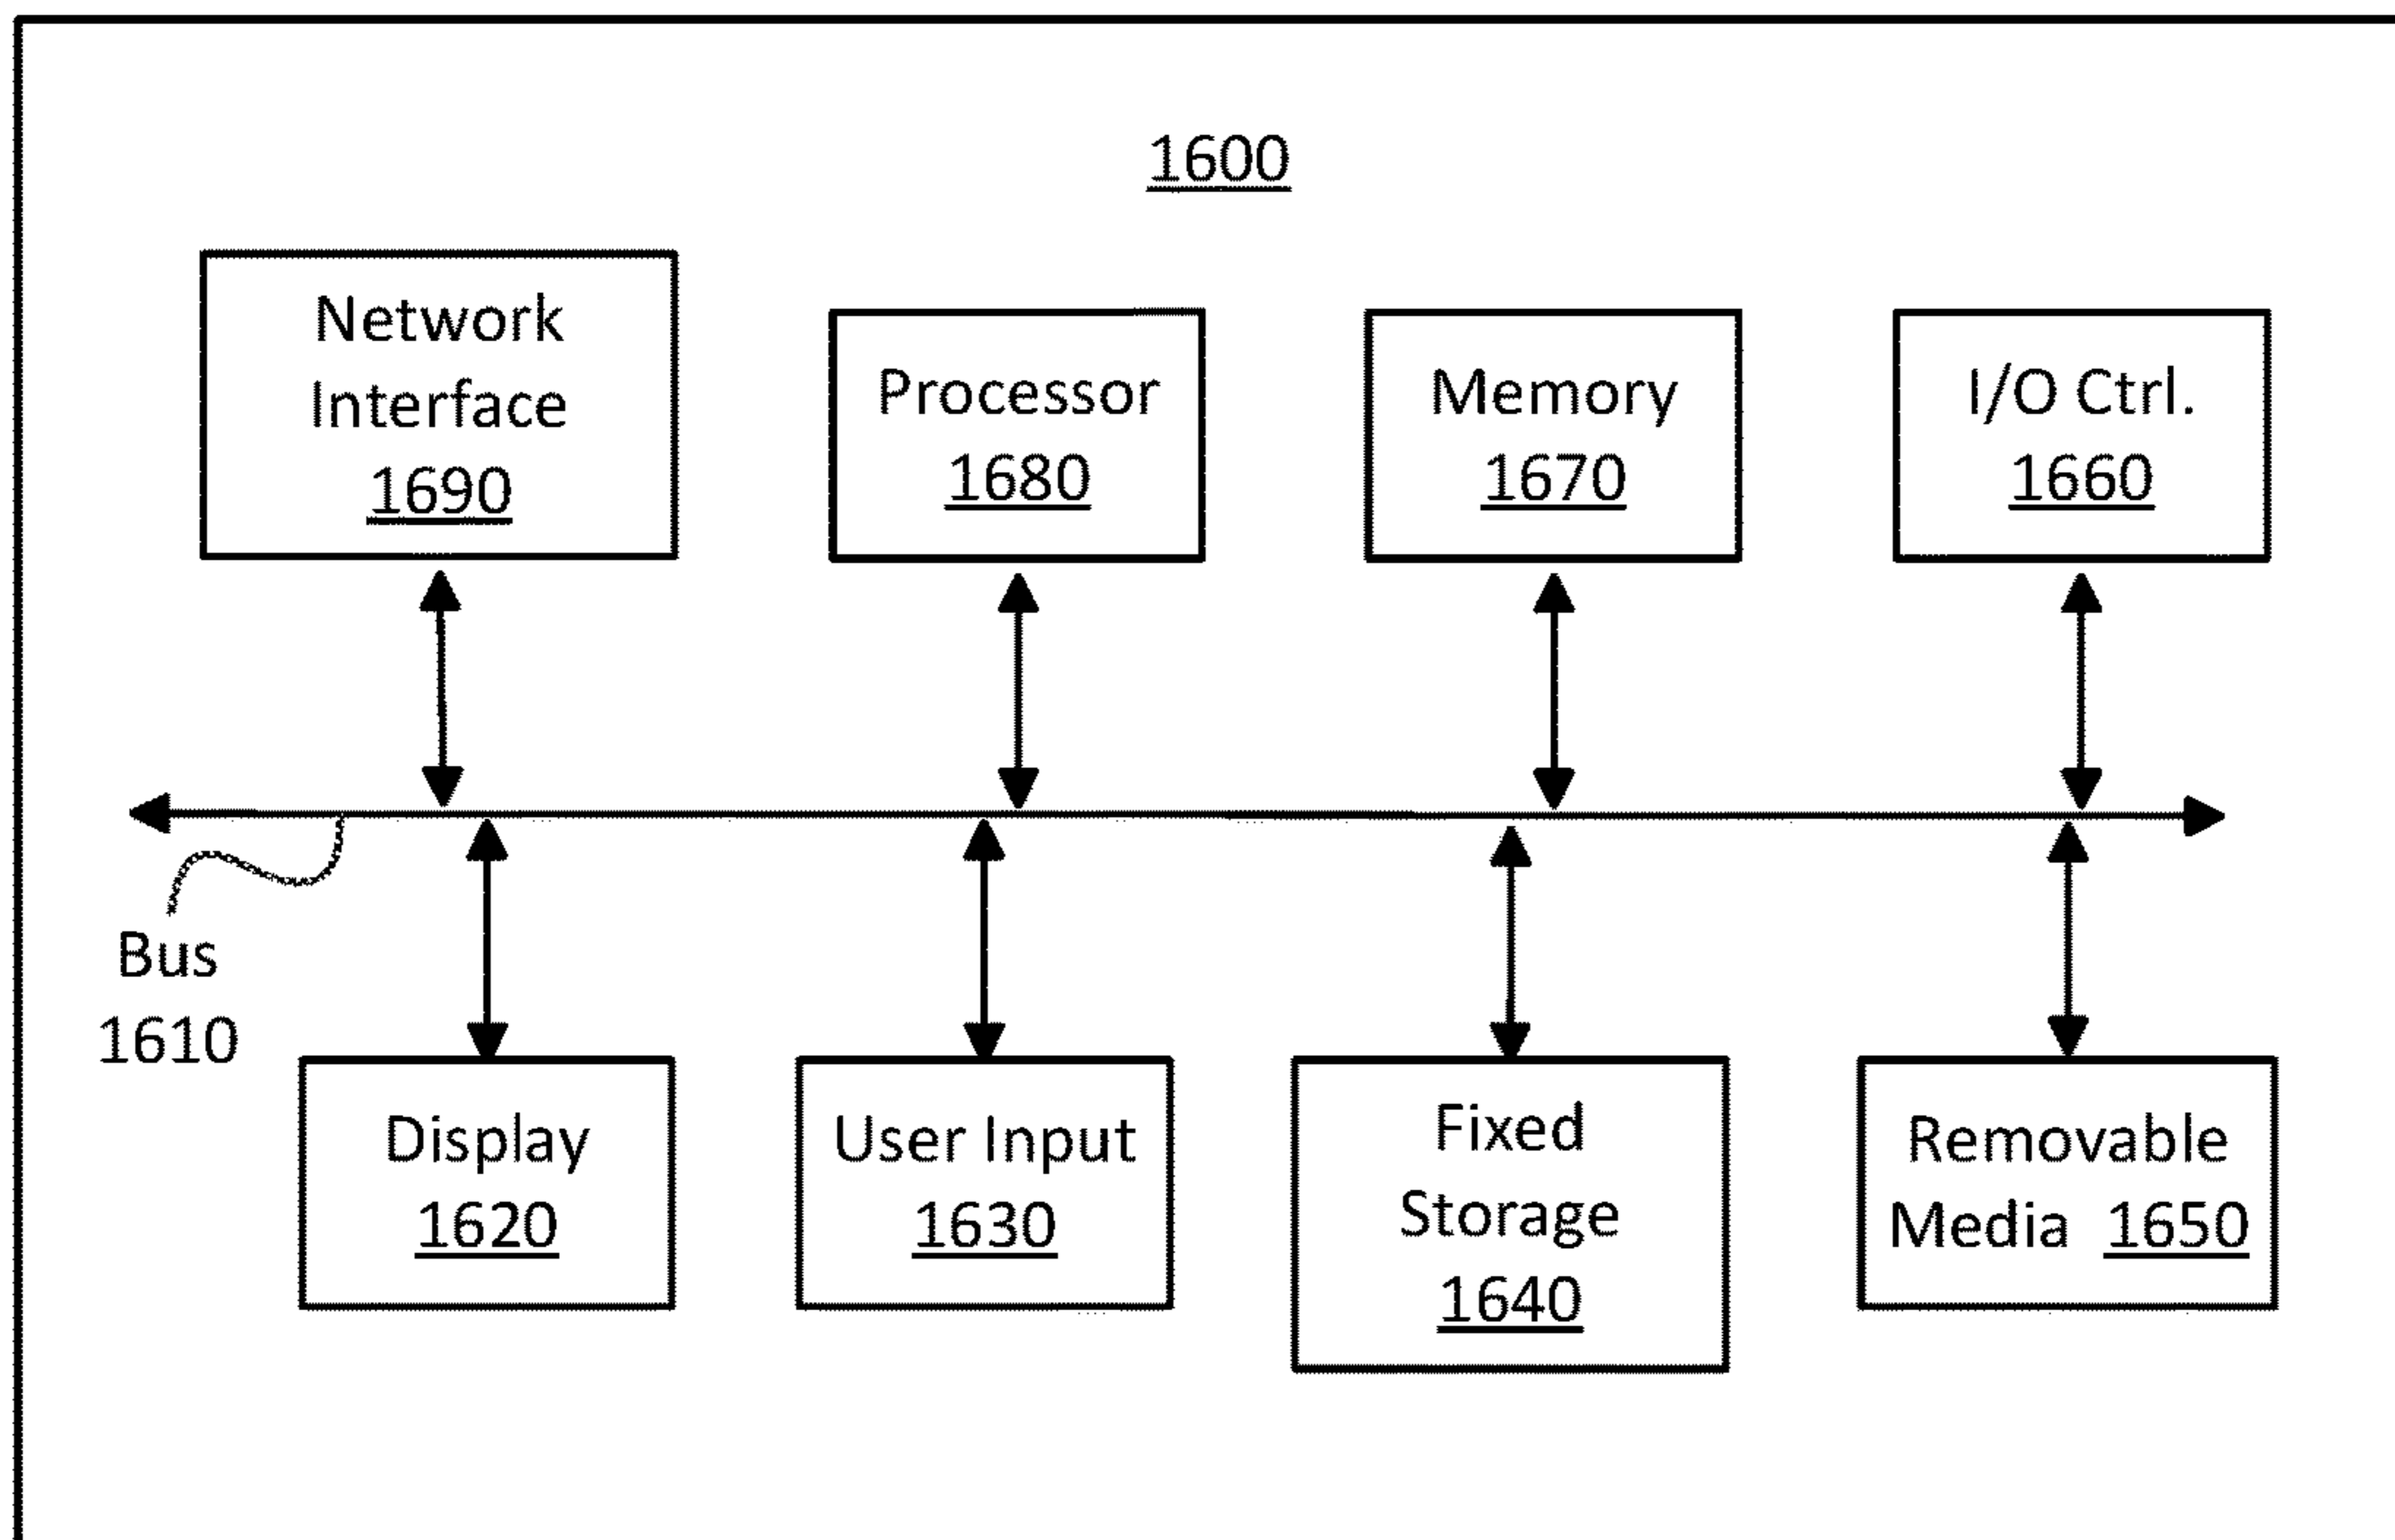 1600
Network
Interface
1690
Processor
1680
Memory
1670
I/O Ctrl.
1660
Bus
1610
Display
1620
User Input
1630
Fixed
Storage
1640
Removable
Media 1650